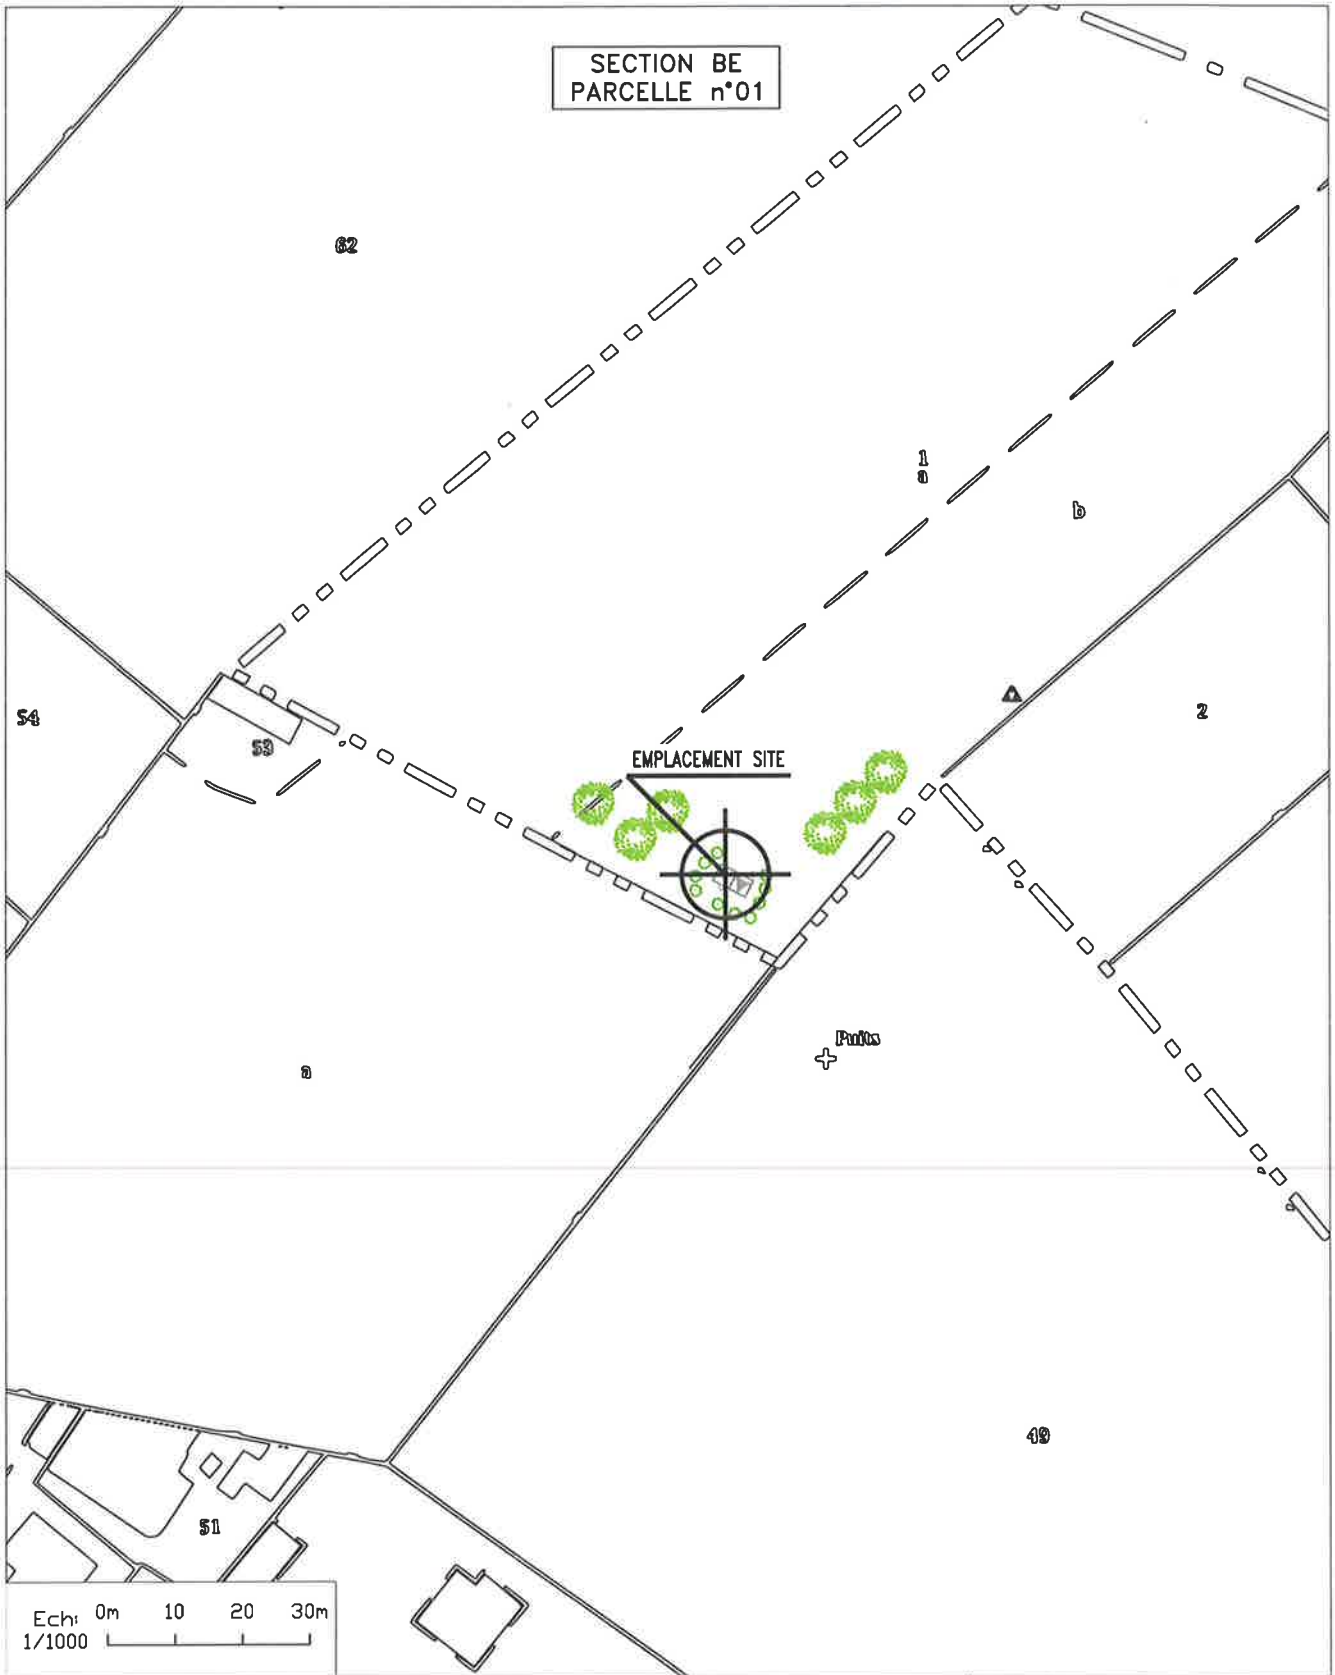 SECTION BE
PARCELLE n°01
62
1
a
b
54
53
2
EMPLACEMENT SITE
Puits
a
49
51
Ech: 0m 10 20 30m
1/1000